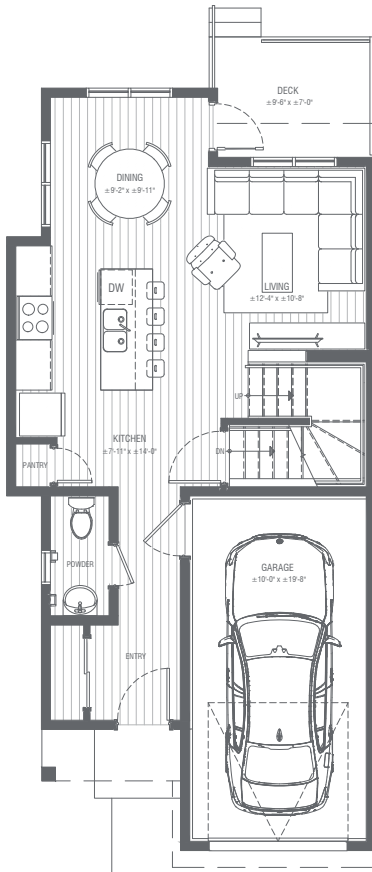 DECK
±9'-6" x ±7'-0"
DINING
±9'-2" x ±9'-11"
DW
LIVING
±12'-4" x ±10'-8"
UP
KITCHEN
±7'-11" x ±14'-0"
DN
PANTRY
POWDER
GARAGE
±10'-0" x ±19'-8"
ENTRY